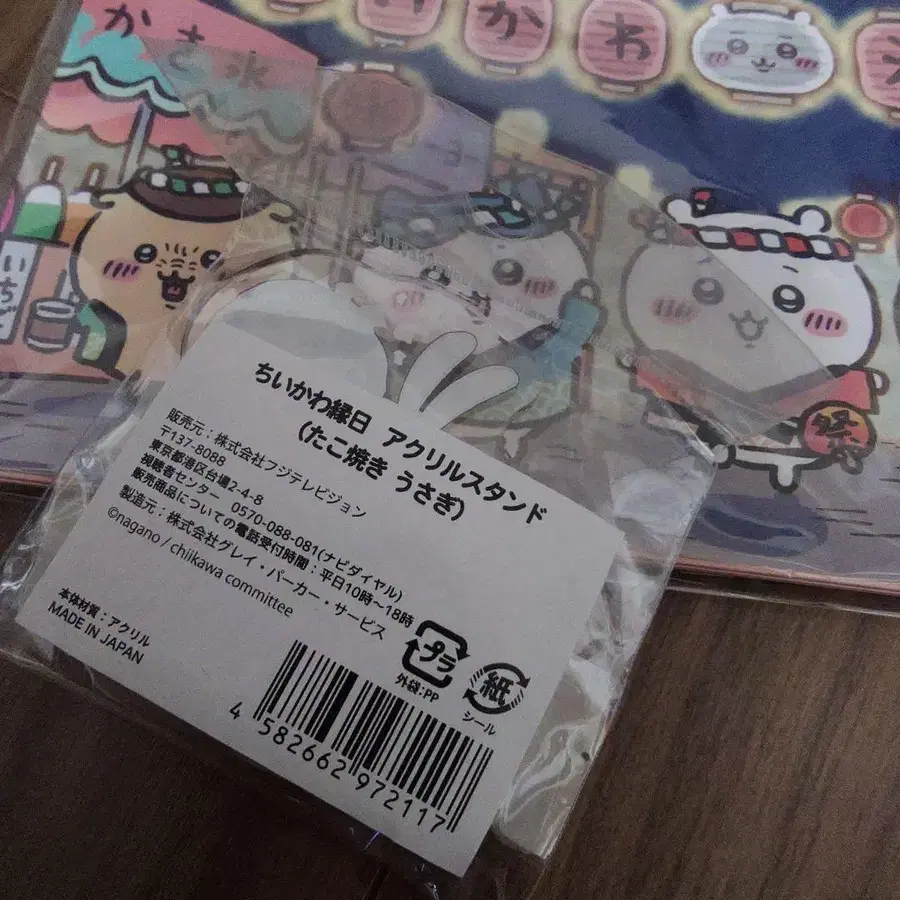 かき氷
かわ
いちご
祭
ちいかわ縁日 アクリルスタンド
(たこ焼き うさぎ)
販売元:株式会社フジテレビジョン
〒137-8088
東京都港区台場2-4-8
視聴者センター 0570-088-081(ナビダイヤル)
販売商品についての電話受付時間:平日10時〜18時
製造元:株式会社グレイ・パーカー・サービス
©nagano / chiikawa committee
本体材質:アクリル
MADE IN JAPAN
プラ
外袋:PP
紙
シール
4 582662 972117